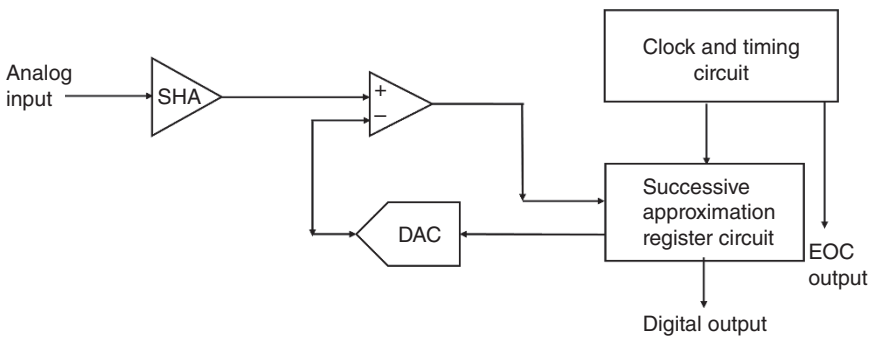 Analog
input
SHA
+
−
Clock and timing
circuit
Successive
approximation
register circuit
DAC
EOC
output
Digital output